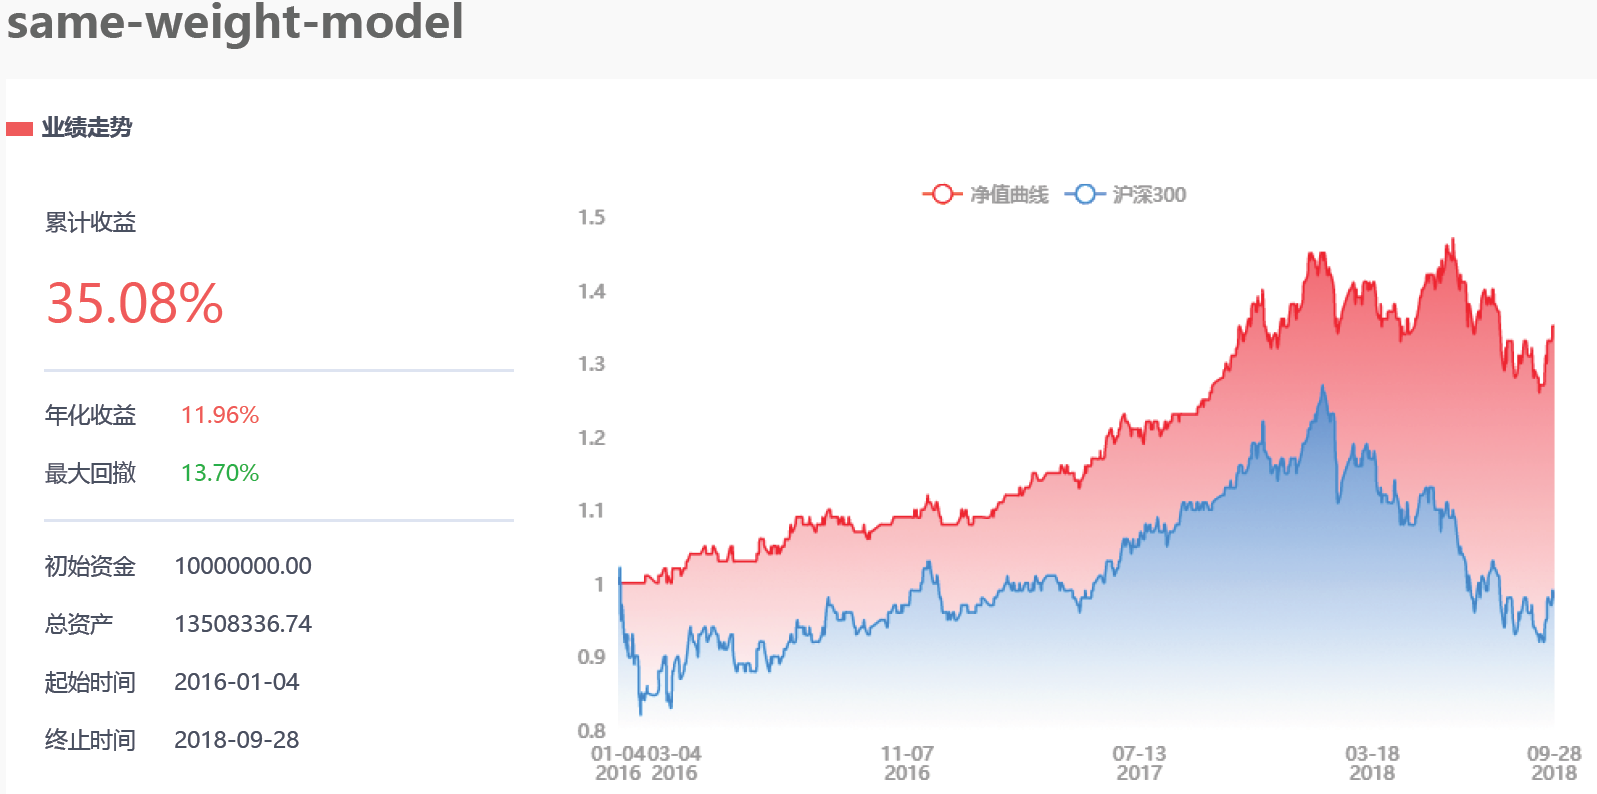 same-weight-model
业绩走势
累计收益
35.08%
年化收益 11.96%
最大回撤 13.70%
初始资金 10000000.00
总资产 13508336.74
起始时间 2016-01-04
终止时间 2018-09-28
净值曲线 沪深300
1.5
1.4
1.3
1.2
1.1
1
0.9
0.8
01-04 03-04 11-07 07-13 03-18 09-28
2016 2016 2016 2017 2018 2018